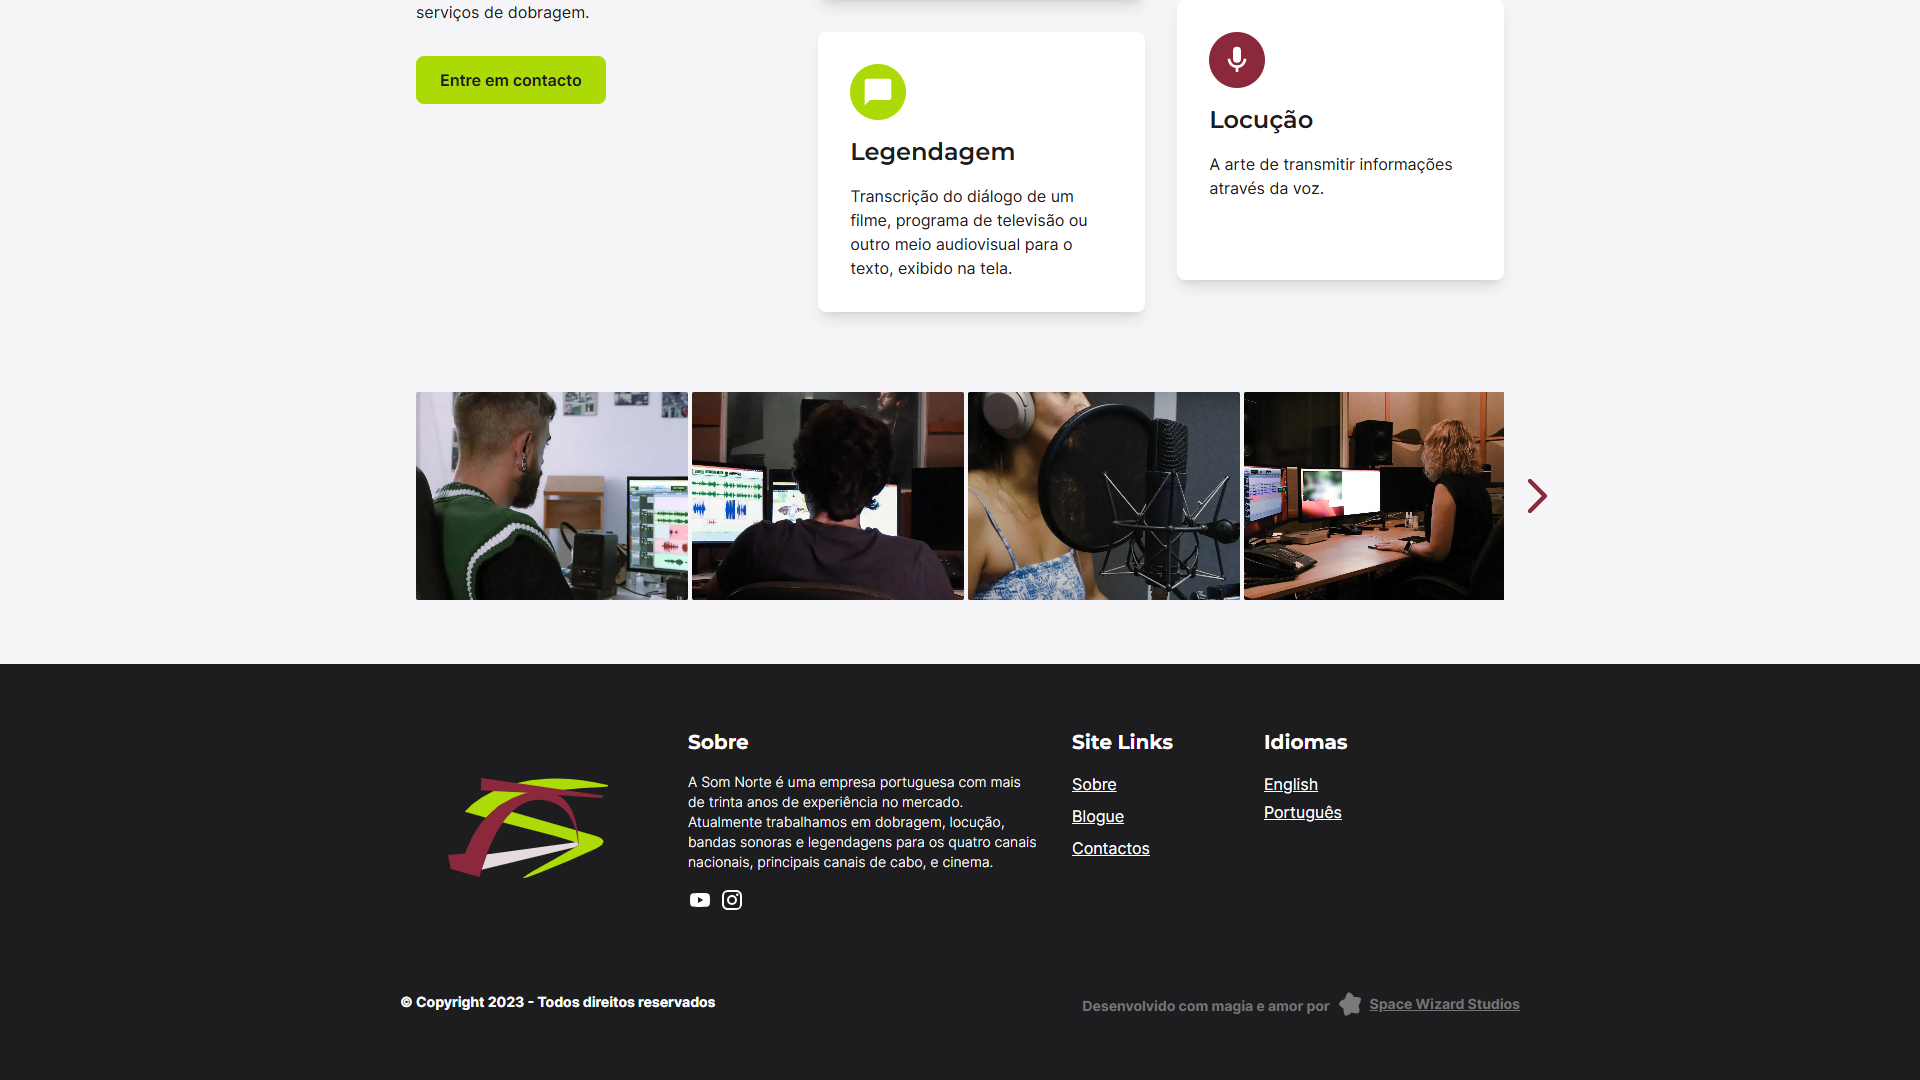 serviços de dobragem.
Entre em contacto
Legendagem
Transcrição do diálogo de um
filme, programa de televisão ou
outro meio audiovisual para o
texto, exibido na tela.
Locução
A arte de transmitir informações
através da voz.
Sobre
A Som Norte é uma empresa portuguesa com mais
de trinta anos de experiência no mercado.
Atualmente trabalhamos em dobragem, locução,
bandas sonoras e legendagens para os quatro canais
nacionais, principais canais de cabo, e cinema.
Site Links
Sobre
Blogue
Contactos
Idiomas
English
Português
© Copyright 2023 - Todos direitos reservados
Desenvolvido com magia e amor por Space Wizard Studios